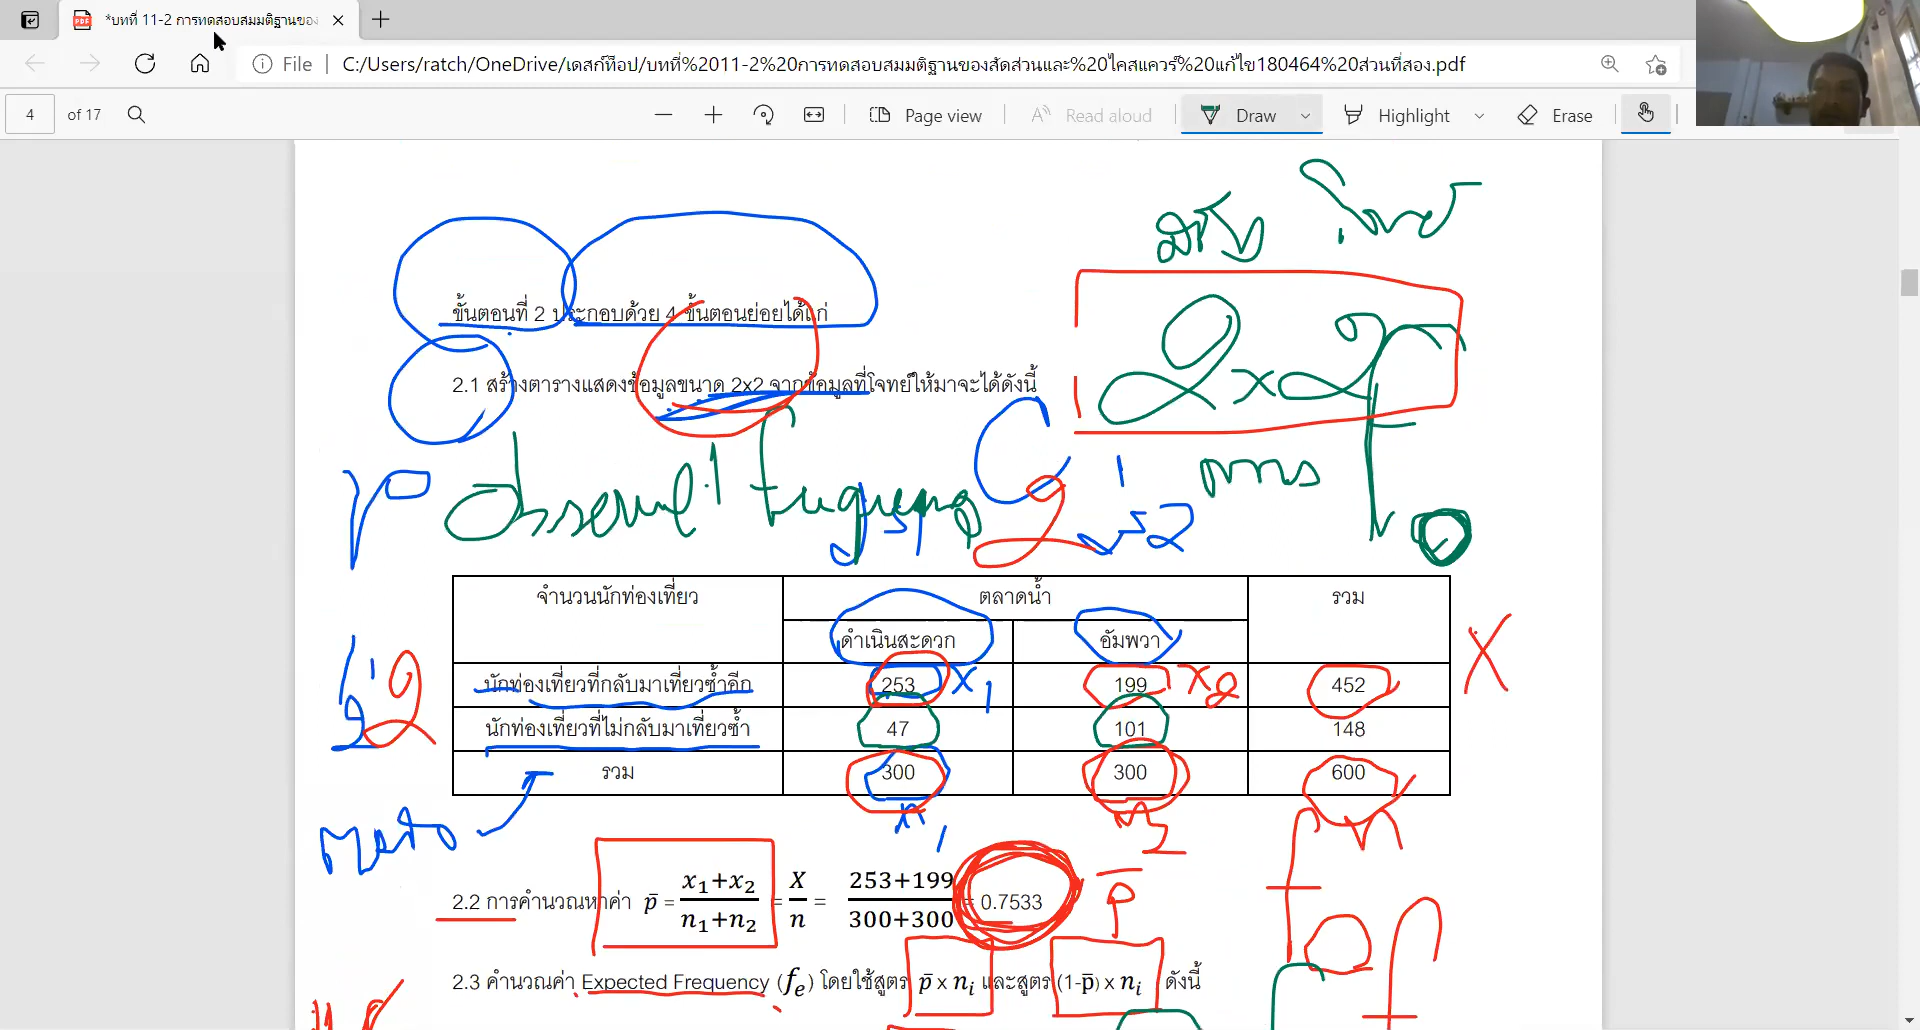 *บทที่ 11-2 การทดสอบสมมติฐานของ
File C:/Users/ratch/OneDrive/เดสก์ท็อป/บทที่%2011-2%20การทดสอบสมมติฐานของสัดส่วนและ%20ไคสแควร์%20แก้ไข180464%20ส่วนที่สอง.pdf
4 of 17 Page view Read aloud Draw Highlight Erase
ขั้นตอนที่ 2 ประกอบด้วย 4 ขั้นตอนย่อยได้แก่
2x2
2.1 สร้างตารางแสดงข้อมูลขนาด 2x2 จากข้อมูลที่โจทย์ให้มาจะได้ดังนี้
จำนวนนักท่องเที่ยว ตลาดน้ำ รวม
ดำเนินสะดวก อัมพวา
นักท่องเที่ยวที่กลับมาเที่ยวซ้ำอีก 253 x1 199 x2 452 X
นักท่องเที่ยวที่ไม่กลับมาเที่ยวซ้ำ 47 101 148
รวม 300 300 600
n1 n2 n
2.2 การคำนวณหาค่า p̄ = x₁+x₂/n₁+n₂ = X/n = 253+199/300+300 = 0.7533 p̄
2.3 คำนวณค่า Expected Frequency (fₑ) โดยใช้สูตร p̄ x nᵢ และสูตร (1-p̄) x nᵢ ดังนี้